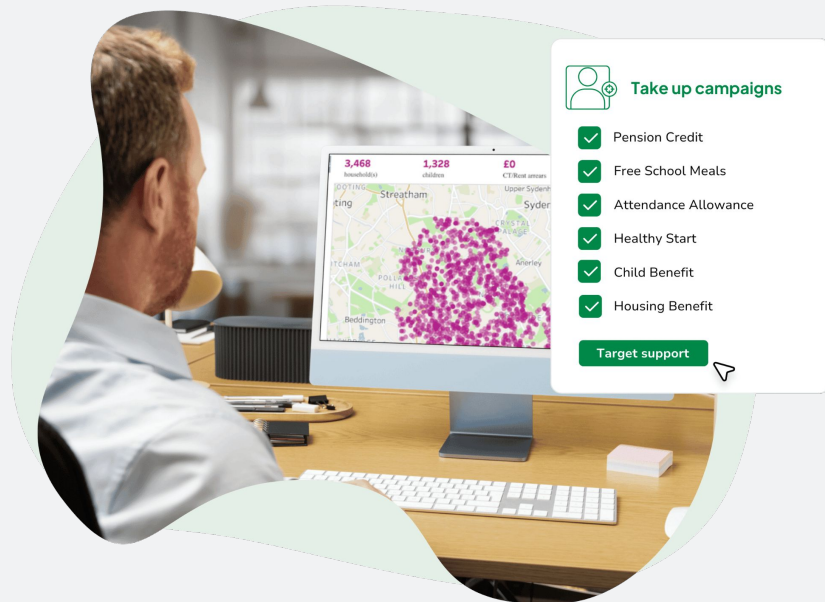 Take up campaigns
Pension Credit
Free School Meals
Attendance Allowance
Healthy Start
Child Benefit
Housing Benefit
Target support
3,468 1,328 £0
household(s) children CT/Rent arrears
Streatham
Beddington
Anerley
Upper